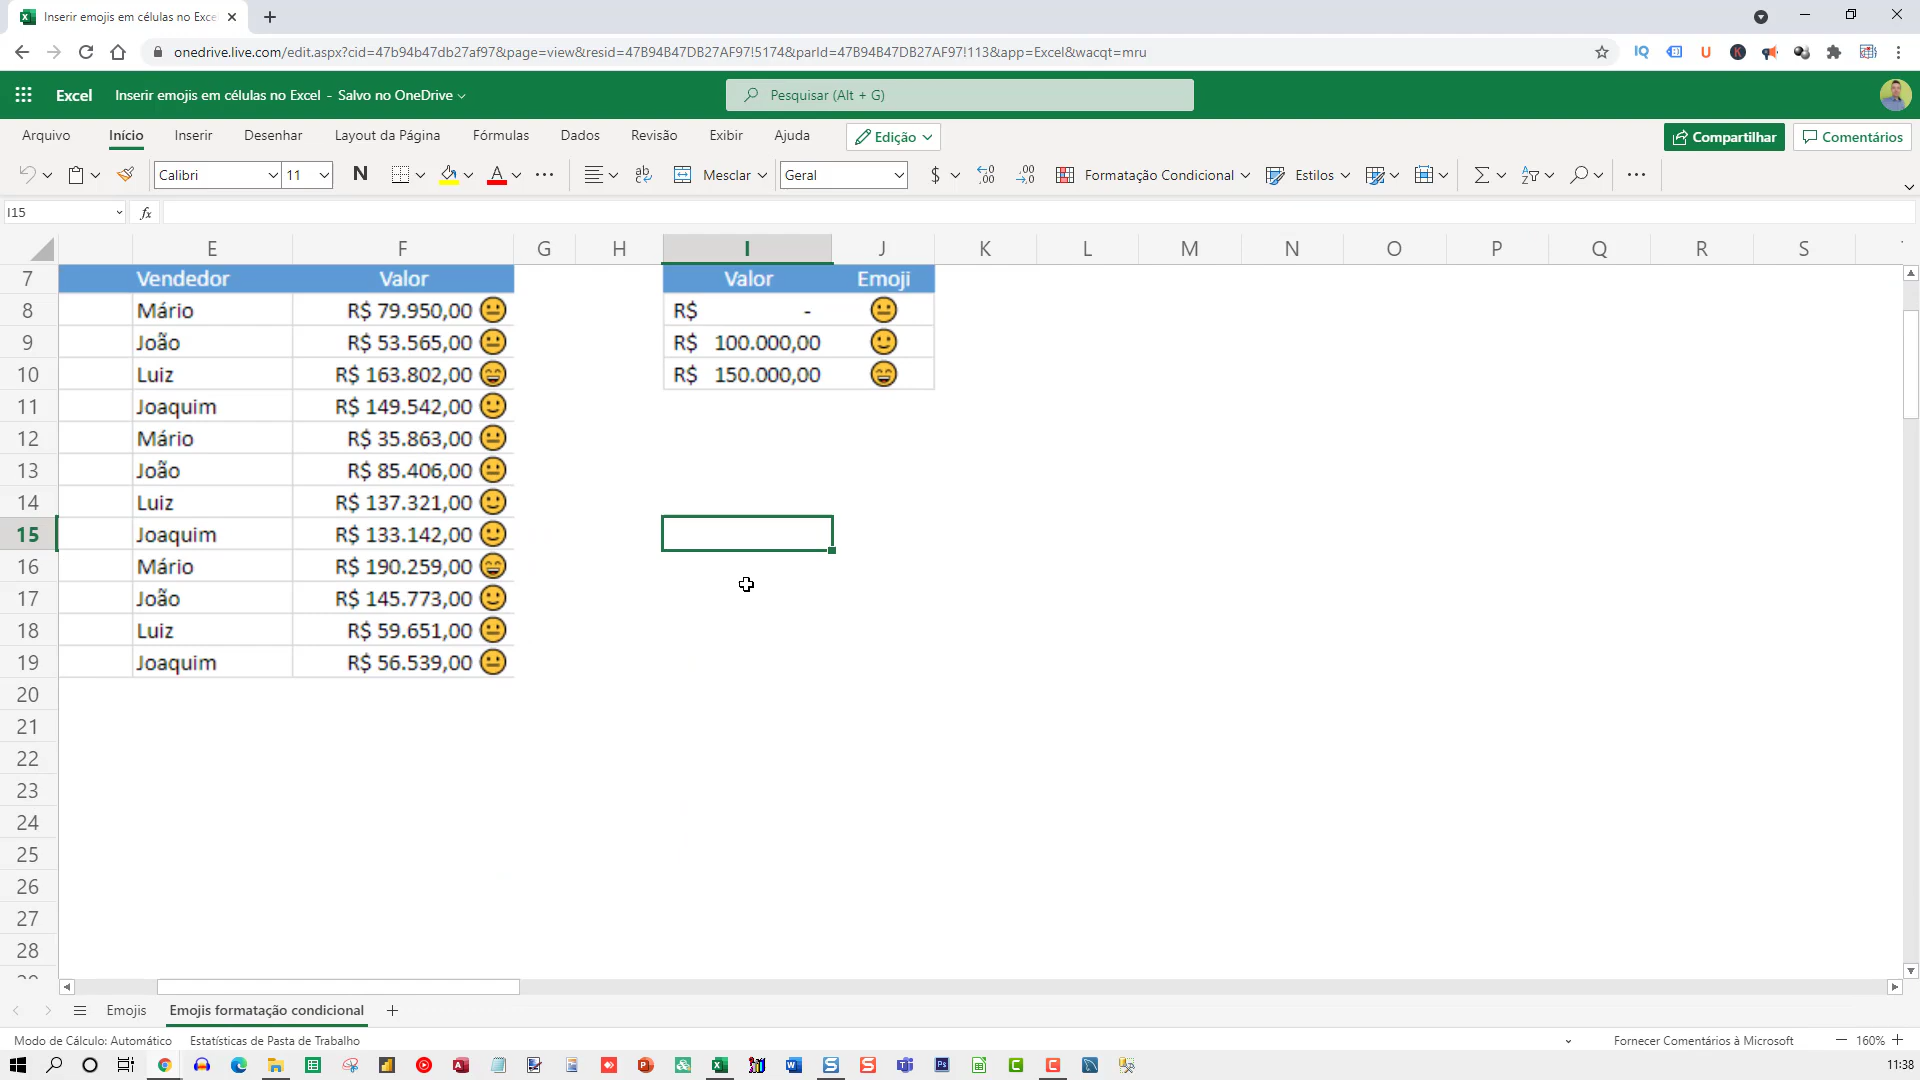 Inserir emojis em células no Exce
onedrive.live.com/edit.aspx?cid=47b94b47db27af97&page=view&resid=47B94B47DB27AF97!5174&parId=47B94B47DB27AF97!113&app=Excel&wacqt=mru
Excel Inserir emojis em células no Excel - Salvo no OneDrive
Pesquisar (Alt + G)
Arquivo Início Inserir Desenhar Layout da Página Fórmulas Dados Revisão Exibir Ajuda Edição Compartilhar Comentários
Calibri 11 N A ab Mesclar Geral $ Formatação Condicional Estilos
I15 fx
E F G H I J K L M N O P Q R S
7 Vendedor Valor Valor Emoji
8 Mário R$ 79.950,00 😐 R$ - 😐
9 João R$ 53.565,00 😐 R$ 100.000,00 🙂
10 Luiz R$ 163.802,00 😄 R$ 150.000,00 😄
11 Joaquim R$ 149.542,00 🙂
12 Mário R$ 35.863,00 😐
13 João R$ 85.406,00 😐
14 Luiz R$ 137.321,00 🙂
15 Joaquim R$ 133.142,00 🙂
16 Mário R$ 190.259,00 😄
17 João R$ 145.773,00 🙂
18 Luiz R$ 59.651,00 😐
19 Joaquim R$ 56.539,00 😐
20
21
22
23
24
25
26
27
28
Emojis Emojis formatação condicional
Modo de Cálculo: Automático Estatísticas de Pasta de Trabalho Fornecer Comentários à Microsoft 160%
11:38